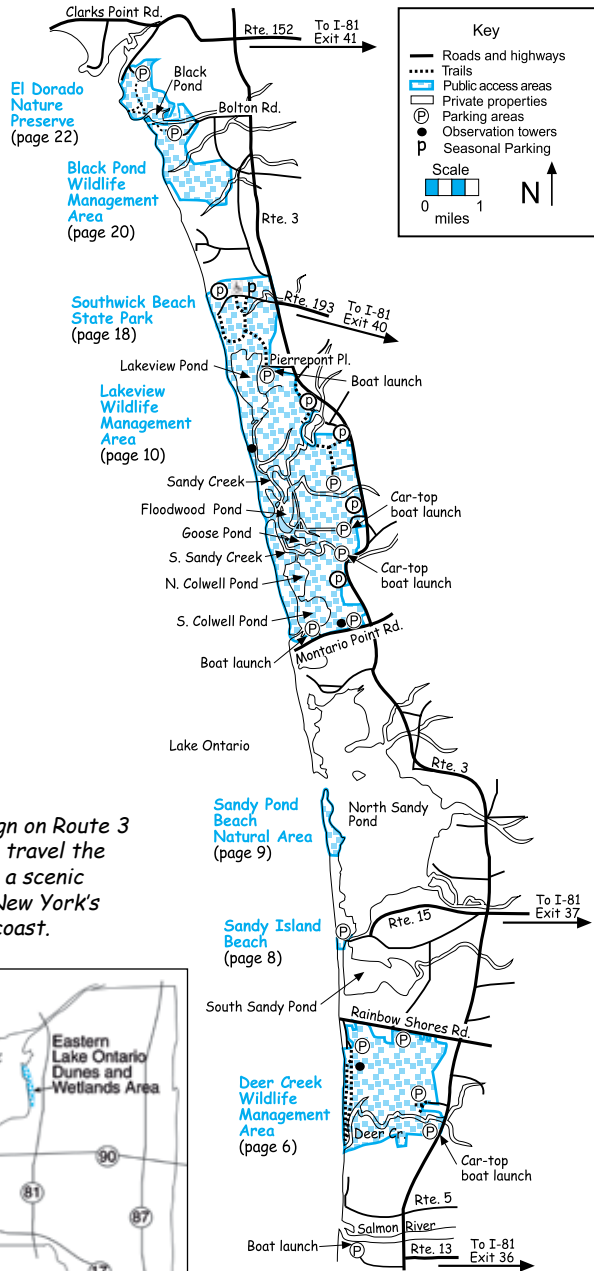 Clarks Point Rd.
Rte. 152
To I-81
Exit 41
Key
Roads and highways
Trails
Public access areas
Private properties
P Parking areas
Observation towers
p Seasonal Parking
Scale
0 1
miles
N
P
Black
Pond
El Dorado
Nature
Preserve
(page 22)
Bolton Rd.
P
Black Pond
Wildlife
Management
Area
(page 20)
Rte. 3
p
p
Rte. 193
To I-81
Exit 40
Southwick Beach
State Park
(page 18)
Pierrepont Pl.
Lakeview Pond
P
Boat launch
Lakeview
Wildlife
Management
Area
(page 10)
p
p
Sandy Creek
P
Floodwood Pond
p
Car-top
boat launch
Goose Pond
P
S. Sandy Creek
P
Car-top
boat launch
N. Colwell Pond
p
S. Colwell Pond
P
P
Montario Point Rd.
Boat launch
Lake Ontario
Rte. 3
Sandy Pond
Beach
Natural Area
(page 9)
North Sandy
Pond
gn on Route 3
travel the
a scenic
New York's
coast.
Sandy Island
Beach
(page 8)
P
Rte. 15
To I-81
Exit 37
South Sandy Pond
Rainbow Shores Rd.
P
P
Deer Creek
Wildlife
Management
Area
(page 6)
P
Deer Cr.
P
Car-top
boat launch
Rte. 5
Salmon River
Boat launch
P
Rte. 13
To I-81
Exit 36
Eastern
Lake Ontario
Dunes and
Wetlands Area
90
81
87
17